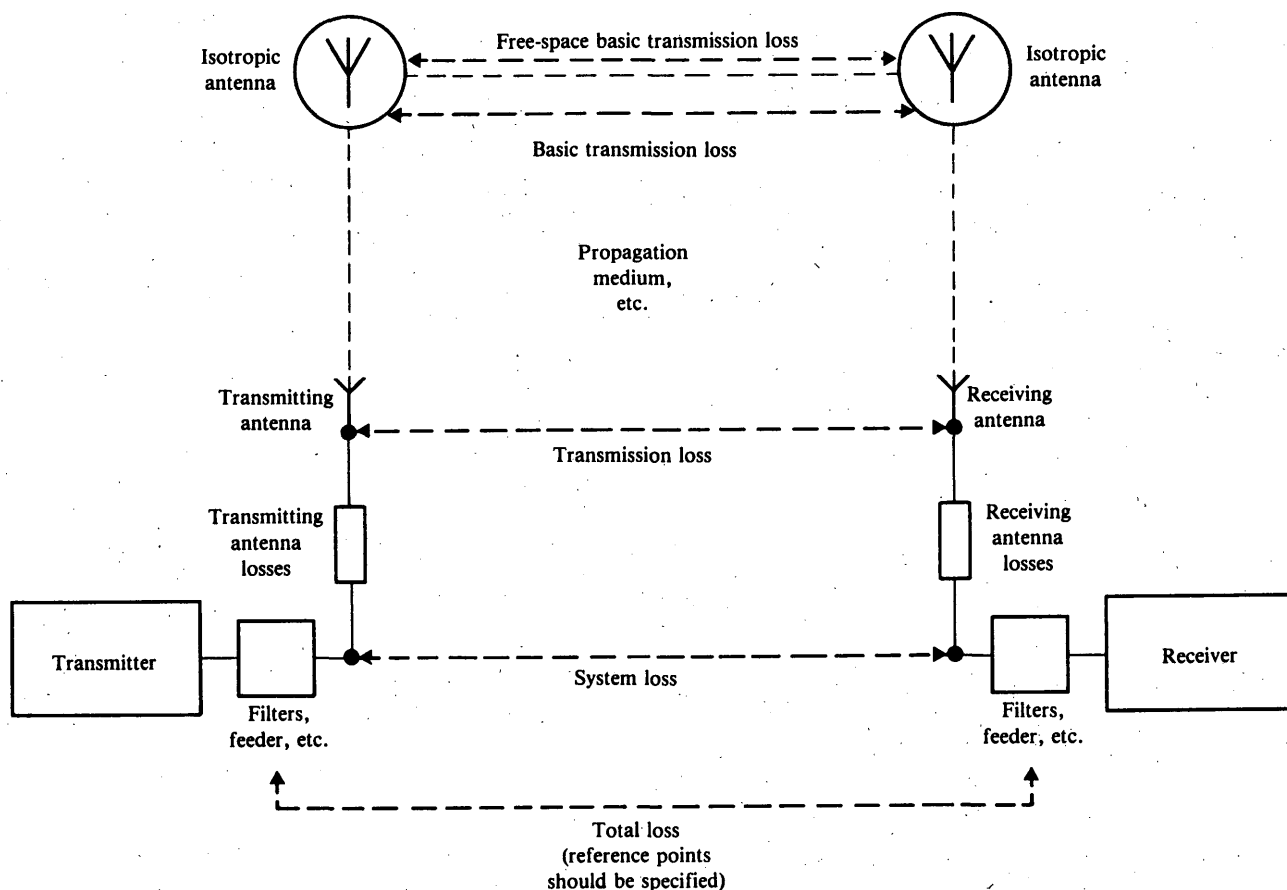 Isotropic
antenna
Free-space basic transmission loss
Isotropic
antenna
Basic transmission loss
Propagation
medium,
etc.
Transmitting
antenna
Receiving
antenna
Transmission loss
Transmitting
antenna
losses
Receiving
antenna
losses
Transmitter
Receiver
System loss
Filters,
feeder, etc.
Filters,
feeder, etc.
Total loss
(reference points
should be specified)